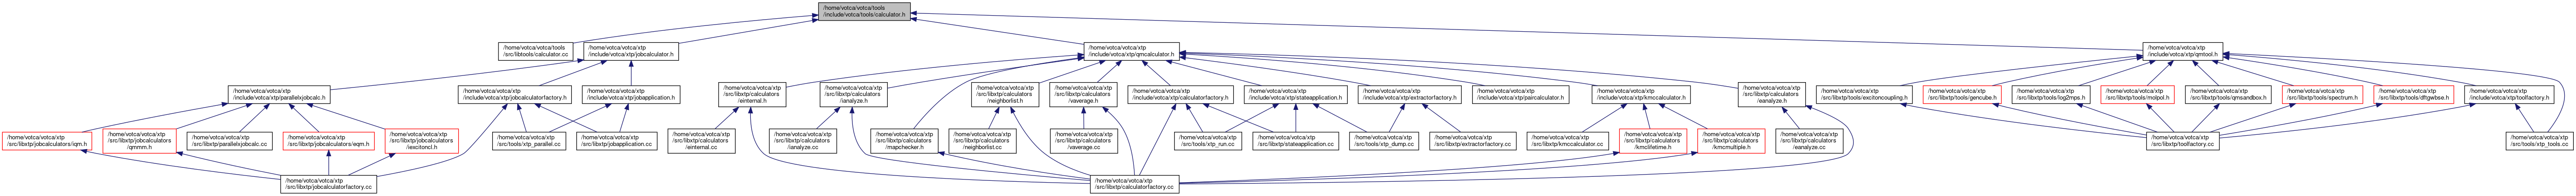 /home/votca/votca/tools
/include/votca/tools/calculator.h
/home/votca/votca/tools
/src/libtools/calculator.cc
/home/votca/votca/xtp
/include/votca/xtp/jobcalculator.h
/home/votca/votca/xtp
/include/votca/xtp/qmcalculator.h
/home/votca/votca/xtp
/include/votca/xtp/qmtool.h
/home/votca/votca/xtp
/include/votca/xtp/parallelxjobcalc.h
/home/votca/votca/xtp
/include/votca/xtp/jobcalculatorfactory.h
/home/votca/votca/xtp
/include/votca/xtp/jobapplication.h
/home/votca/votca/xtp
/src/libxtp/calculators
/einternal.h
/home/votca/votca/xtp
/src/libxtp/calculators
/ianalyze.h
/home/votca/votca/xtp
/src/libxtp/calculators
/neighborlist.h
/home/votca/votca/xtp
/src/libxtp/calculators
/vaverage.h
/home/votca/votca/xtp
/include/votca/xtp/calculatorfactory.h
/home/votca/votca/xtp
/include/votca/xtp/stateapplication.h
/home/votca/votca/xtp
/include/votca/xtp/extractorfactory.h
/home/votca/votca/xtp
/include/votca/xtp/paircalculator.h
/home/votca/votca/xtp
/include/votca/xtp/kmccalculator.h
/home/votca/votca/xtp
/src/libxtp/calculators
/eanalyze.h
/home/votca/votca/xtp
/src/libxtp/tools/excitoncoupling.h
/home/votca/votca/xtp
/src/libxtp/tools/gencube.h
/home/votca/votca/xtp
/src/libxtp/tools/log2mps.h
/home/votca/votca/xtp
/src/libxtp/tools/molpol.h
/home/votca/votca/xtp
/src/libxtp/tools/qmsandbox.h
/home/votca/votca/xtp
/src/libxtp/tools/spectrum.h
/home/votca/votca/xtp
/src/libxtp/tools/dftgwbse.h
/home/votca/votca/xtp
/include/votca/xtp/toolfactory.h
/home/votca/votca/xtp
/src/libxtp/jobcalculators/iqm.h
/home/votca/votca/xtp
/src/libxtp/jobcalculators
/qmmm.h
/home/votca/votca/xtp
/src/libxtp/parallelxjobcalc.cc
/home/votca/votca/xtp
/src/libxtp/jobcalculators/eqm.h
/home/votca/votca/xtp
/src/libxtp/jobcalculators
/iexcitoncl.h
/home/votca/votca/xtp
/src/tools/xtp_parallel.cc
/home/votca/votca/xtp
/src/libxtp/jobapplication.cc
/home/votca/votca/xtp
/src/libxtp/calculators
/einternal.cc
/home/votca/votca/xtp
/src/libxtp/calculators
/ianalyze.cc
/home/votca/votca/xtp
/src/libxtp/calculators
/mapchecker.h
/home/votca/votca/xtp
/src/libxtp/calculators
/neighborlist.cc
/home/votca/votca/xtp
/src/libxtp/calculators
/vaverage.cc
/home/votca/votca/xtp
/src/tools/xtp_run.cc
/home/votca/votca/xtp
/src/libxtp/stateapplication.cc
/home/votca/votca/xtp
/src/tools/xtp_dump.cc
/home/votca/votca/xtp
/src/libxtp/extractorfactory.cc
/home/votca/votca/xtp
/src/libxtp/kmccalculator.cc
/home/votca/votca/xtp
/src/libxtp/calculators
/kmclifetime.h
/home/votca/votca/xtp
/src/libxtp/calculators
/kmcmultiple.h
/home/votca/votca/xtp
/src/libxtp/calculators
/eanalyze.cc
/home/votca/votca/xtp
/src/libxtp/toolfactory.cc
/home/votca/votca/xtp
/src/tools/xtp_tools.cc
/home/votca/votca/xtp
/src/libxtp/jobcalculatorfactory.cc
/home/votca/votca/xtp
/src/libxtp/calculatorfactory.cc